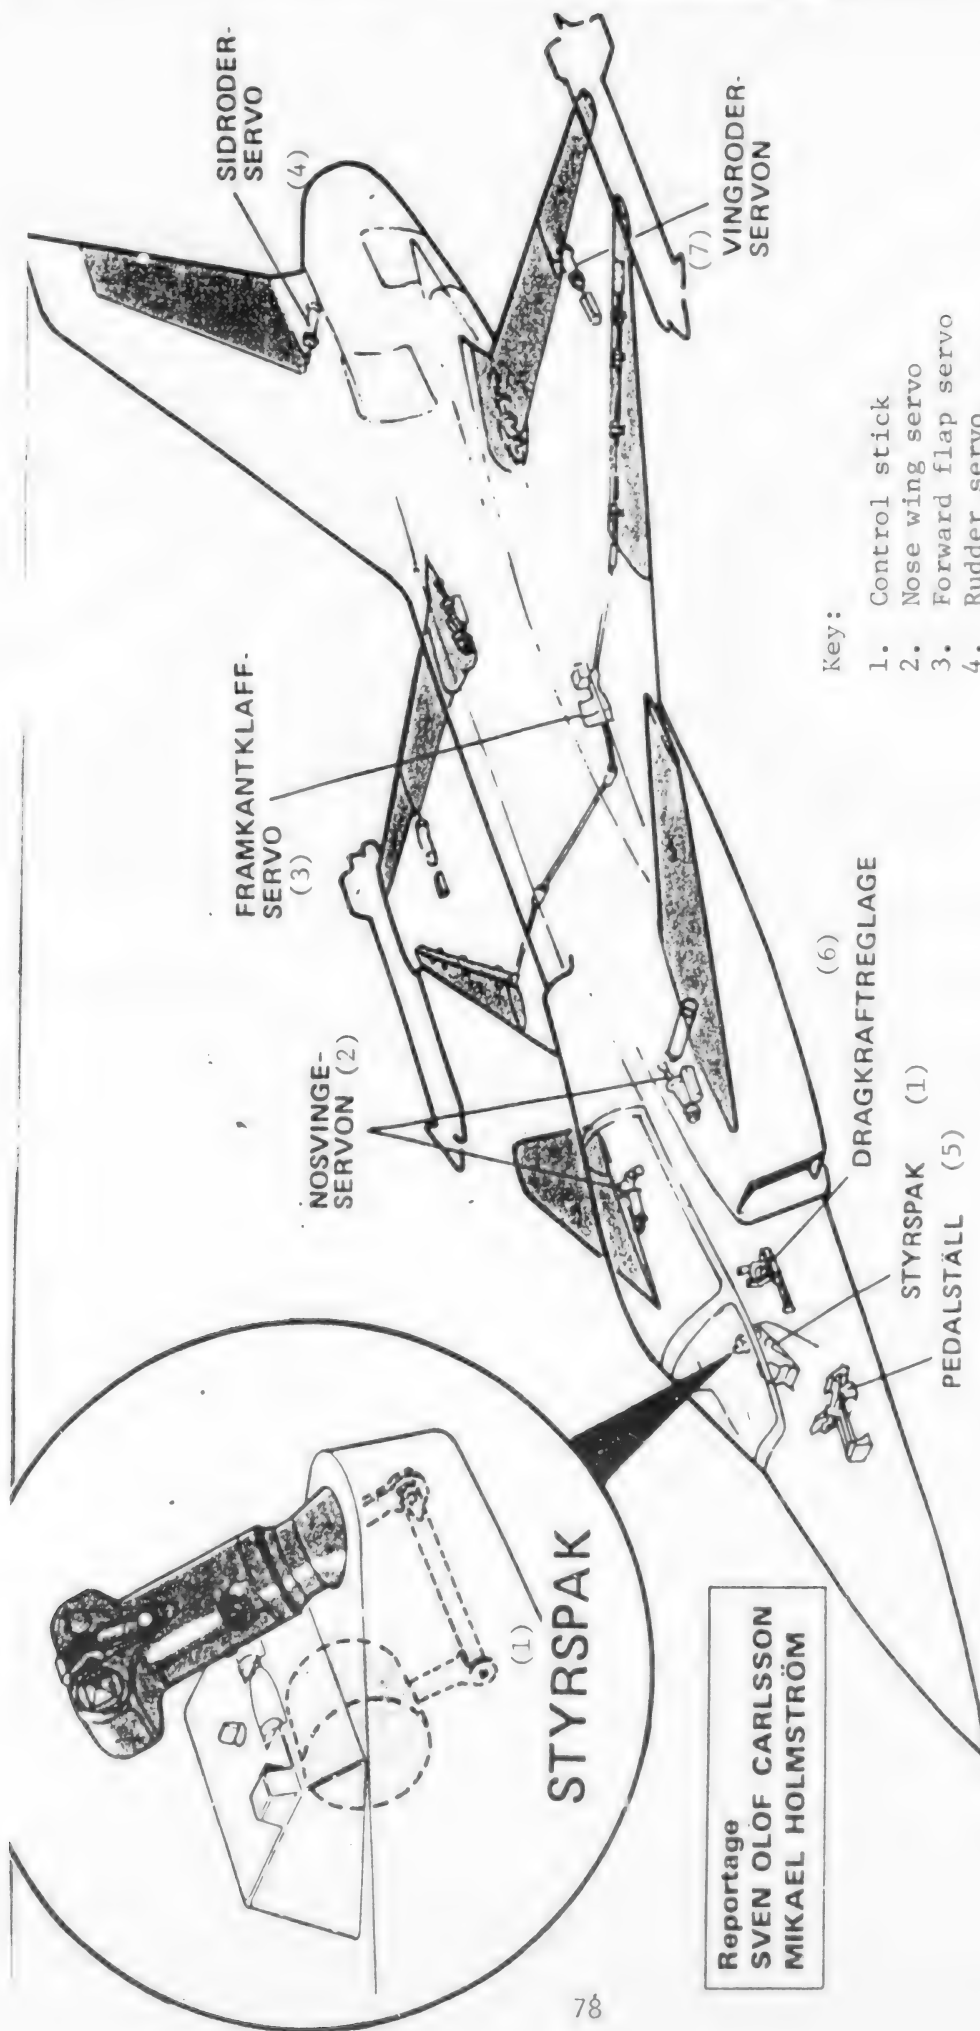 SIDRODER-
SERVO
(4)
FRAMKANTKLAFF-
SERVO
(3)
NOSVINGE-
SERVON (2)
VINGRODER-
SERVON
(7)
(1)
STYRSPAK
(6)
DRAGKRAFTREGLAGE
STYRSPAK (1)
PEDALSTÄLL (5)
Reportage
SVEN OLOF CARLSSON
MIKAEL HOLMSTRÖM
Key:
1. Control stick
2. Nose wing servo
3. Forward flap servo
4. Rudder servo
78